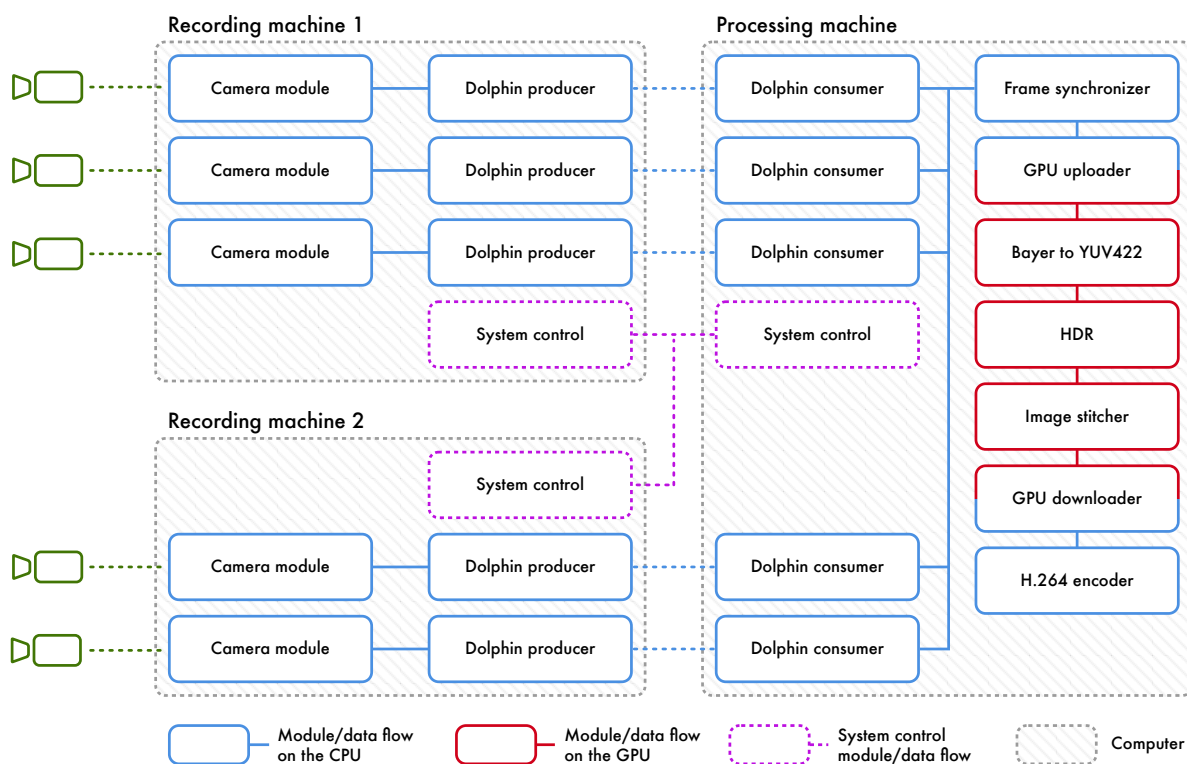 Recording machine 1
Processing machine
Camera module
Dolphin producer
Dolphin consumer
Frame synchronizer
Camera module
Dolphin producer
Dolphin consumer
GPU uploader
Camera module
Dolphin producer
Dolphin consumer
Bayer to YUV422
System control
System control
HDR
Recording machine 2
Image stitcher
System control
GPU downloader
Camera module
Dolphin producer
Dolphin consumer
H.264 encoder
Camera module
Dolphin producer
Dolphin consumer
Module/data flow
on the CPU
Module/data flow
on the GPU
System control
module/data flow
Computer